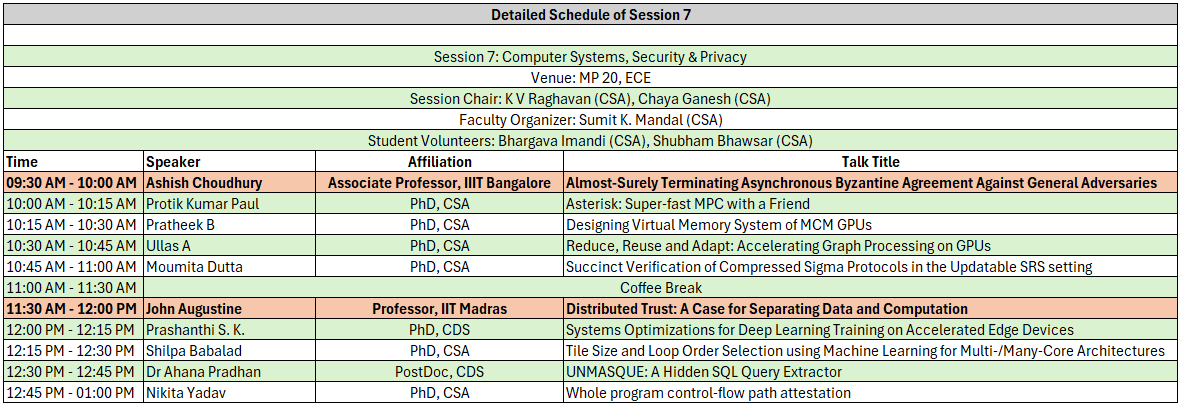 Detailed Schedule of Session 7
Session 7: Computer Systems, Security & Privacy
Venue: MP 20, ECE
Session Chair: K V Raghavan (CSA), Chaya Ganesh (CSA)
Faculty Organizer: Sumit K. Mandal (CSA)
Student Volunteers: Bhargava Imandi (CSA), Shubham Bhawsar (CSA)
Time Speaker Affiliation Talk Title
09:30 AM - 10:00 AM Ashish Choudhury Associate Professor, IIIT Bangalore Almost-Surely Terminating Asynchronous Byzantine Agreement Against General Adversaries
10:00 AM - 10:15 AM Protik Kumar Paul PhD, CSA Asterisk: Super-fast MPC with a Friend
10:15 AM - 10:30 AM Pratheek B PhD, CSA Designing Virtual Memory System of MCM GPUs
10:30 AM - 10:45 AM Ullas A PhD, CSA Reduce, Reuse and Adapt: Accelerating Graph Processing on GPUs
10:45 AM - 11:00 AM Moumita Dutta PhD, CSA Succinct Verification of Compressed Sigma Protocols in the Updatable SRS setting
11:00 AM - 11:30 AM Coffee Break
11:30 AM - 12:00 PM John Augustine Professor, IIT Madras Distributed Trust: A Case for Separating Data and Computation
12:00 PM - 12:15 PM Prashanthi S. K. PhD, CDS Systems Optimizations for Deep Learning Training on Accelerated Edge Devices
12:15 PM - 12:30 PM Shilpa Babalad PhD, CSA Tile Size and Loop Order Selection using Machine Learning for Multi-/Many-Core Architectures
12:30 PM - 12:45 PM Dr Ahana Pradhan PostDoc, CDS UNMASQUE: A Hidden SQL Query Extractor
12:45 PM - 01:00 PM Nikita Yadav PhD, CSA Whole program control-flow path attestation